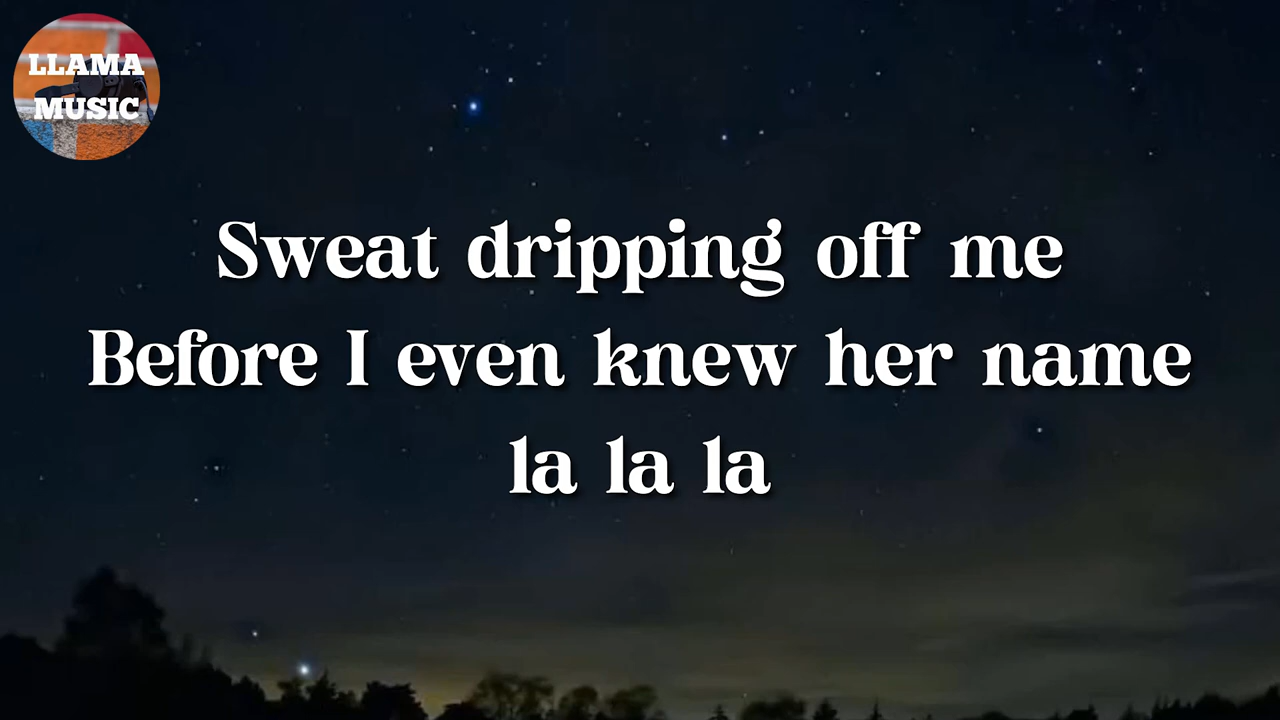 LLAMA
MUSIC
Sweat dripping off me
Before I even knew her name
la la la